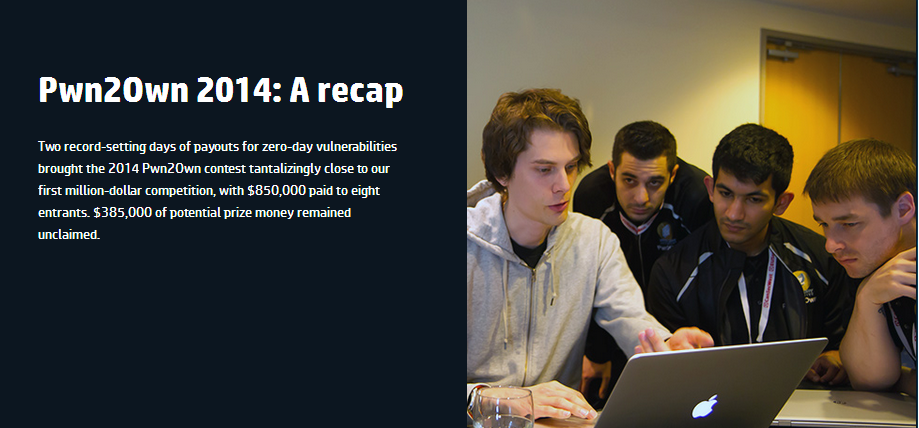 Pwn2Own 2014: A recap
Two record-setting days of payouts for zero-day vulnerabilities
brought the 2014 Pwn2Own contest tantalizingly close to our
first million-dollar competition, with $850,000 paid to eight
entrants. $385,000 of potential prize money remained
unclaimed.